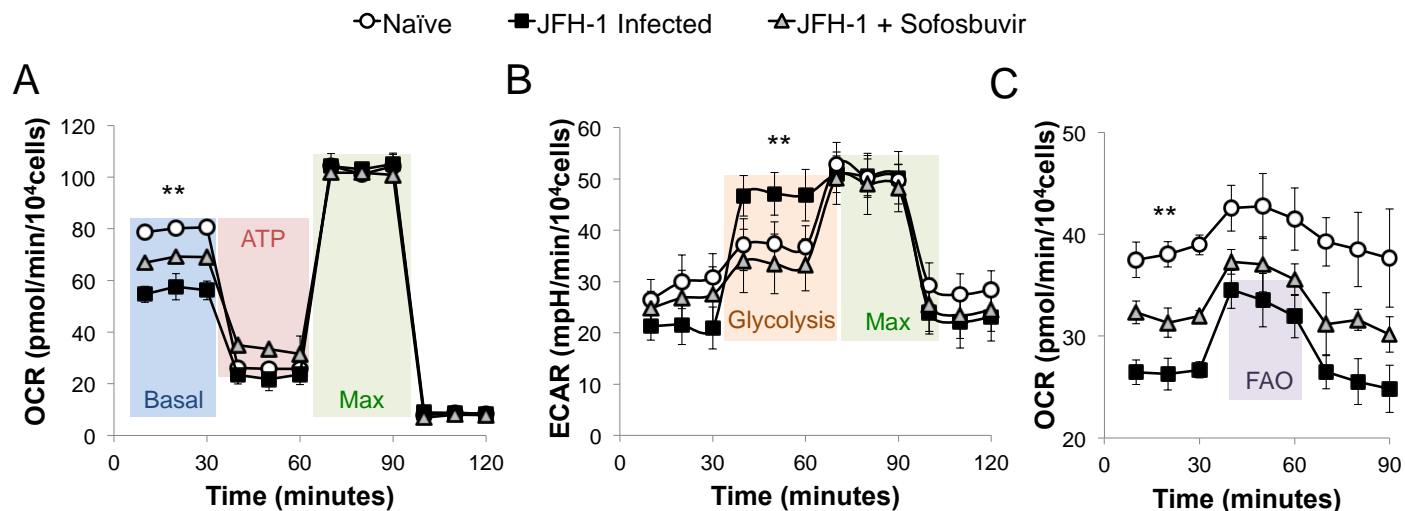 Naïve JFH-1 Infected JFH-1 + Sofosbuvir
A
OCR (pmol/min/10⁴cells)
120
100
80
60
40
20
0
**
ATP
Basal
Max
0 30 60 90 120
Time (minutes)
B
ECAR (mpH/min/10⁴cells)
60
50
40
30
20
10
0
**
Glycolysis
Max
0 30 60 90 120
Time (minutes)
C
OCR (pmol/min/10⁴cells)
50
40
30
20
**
FAO
0 30 60 90
Time (minutes)